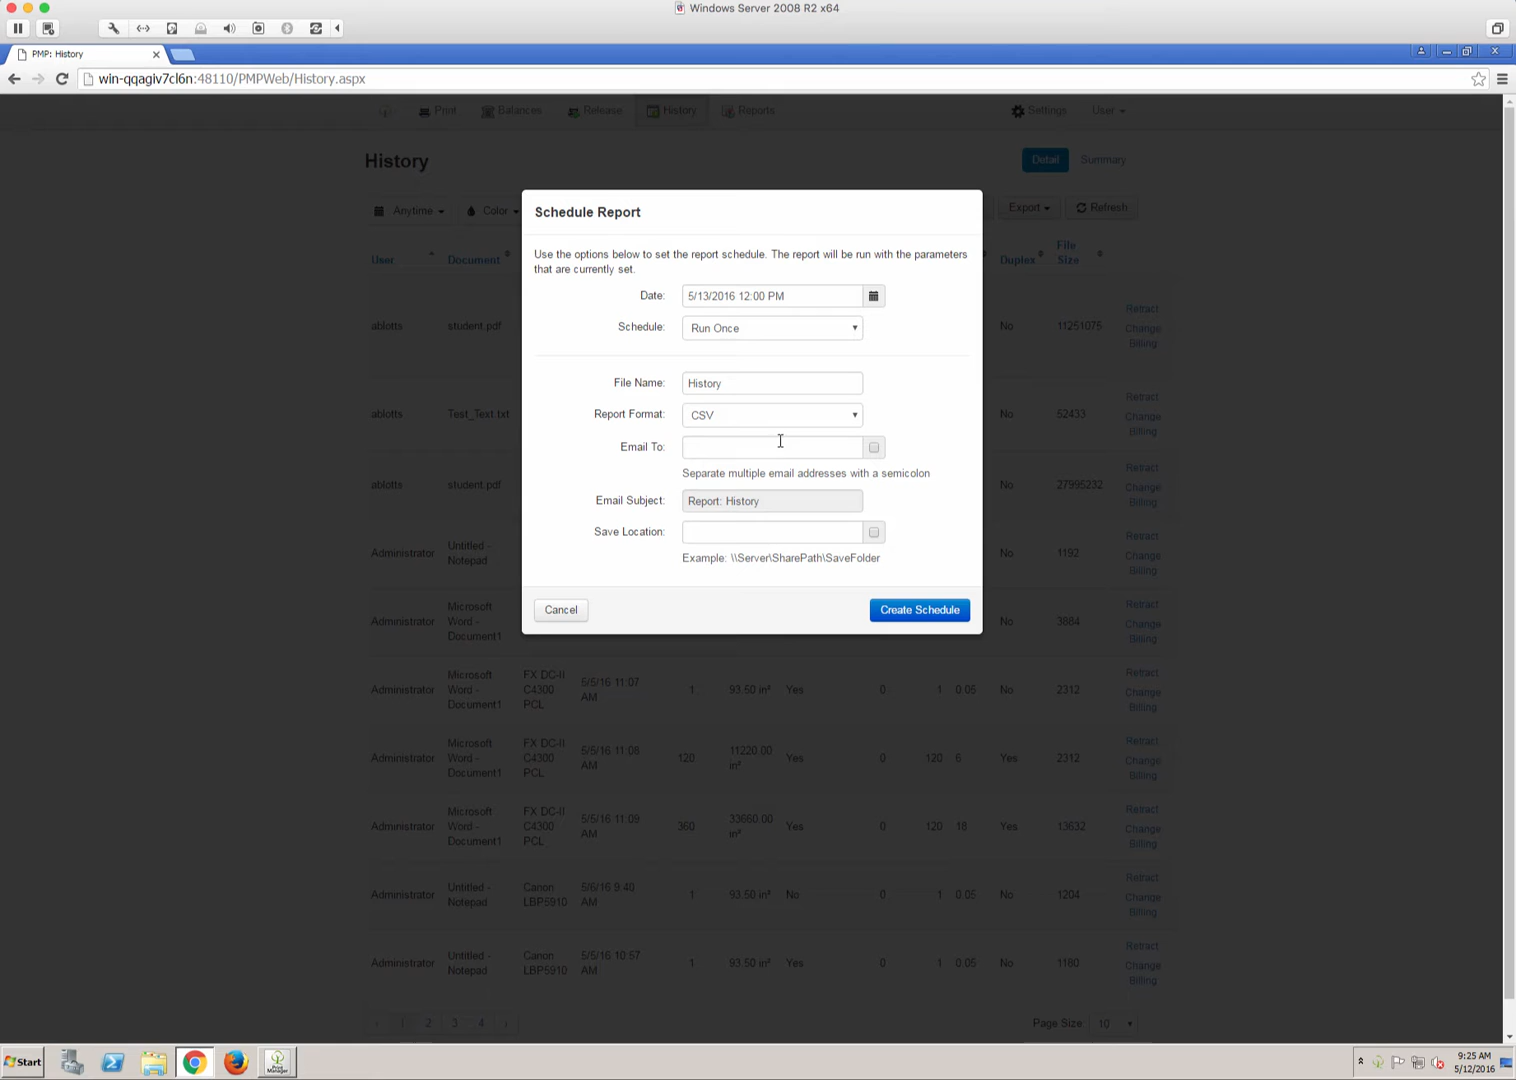 Windows Server 2008 R2 x64
PMP: History
win-qqagiv7cl6n:48110/PMPWeb/History.aspx
Print Balances Release History Reports Settings User
History Detail Summary
Anytime Color Export Refresh
User Document Duplex File Size
Schedule Report
Use the options below to set the report schedule. The report will be run with the parameters
that are currently set.
Date: 5/13/2016 12:00 PM
Schedule: Run Once
File Name: History
Report Format: CSV
Email To:
Separate multiple email addresses with a semicolon
Email Subject: Report: History
Save Location:
Example: \\Server\SharePath\SaveFolder
Cancel Create Schedule
ablotts student.pdf No 11251075 Retract Change Billing
ablotts Test_Text.txt No 52433 Retract Change Billing
ablotts student.pdf No 27995232 Retract Change Billing
Administrator Untitled - Notepad No 1192 Retract Change Billing
Administrator Microsoft Word - Document1 No 3884 Retract Change Billing
Administrator Microsoft Word - Document1 FX DC-II C4300 PCL 5/5/16 11:07 AM 1 93.50 in² Yes 0 1 0.05 No 2312 Retract Change Billing
Administrator Microsoft Word - Document1 FX DC-II C4300 PCL 5/5/16 11:08 AM 120 11220.00 in² Yes 0 120 6 Yes 2312 Retract Change Billing
Administrator Microsoft Word - Document1 FX DC-II C4300 PCL 5/5/16 11:09 AM 360 33660.00 in² Yes 0 120 18 Yes 13632 Retract Change Billing
Administrator Untitled - Notepad Canon LBP5910 5/6/16 9:40 AM 1 93.50 in² No 0 1 0.05 No 1204 Retract Change Billing
Administrator Untitled - Notepad Canon LBP5910 5/5/16 10:57 AM 1 93.50 in² Yes 0 1 0.05 No 1160 Retract Change Billing
‹ 1 2 3 4 › Page Size 10
Start
Print Manager
9:25 AM
5/12/2016